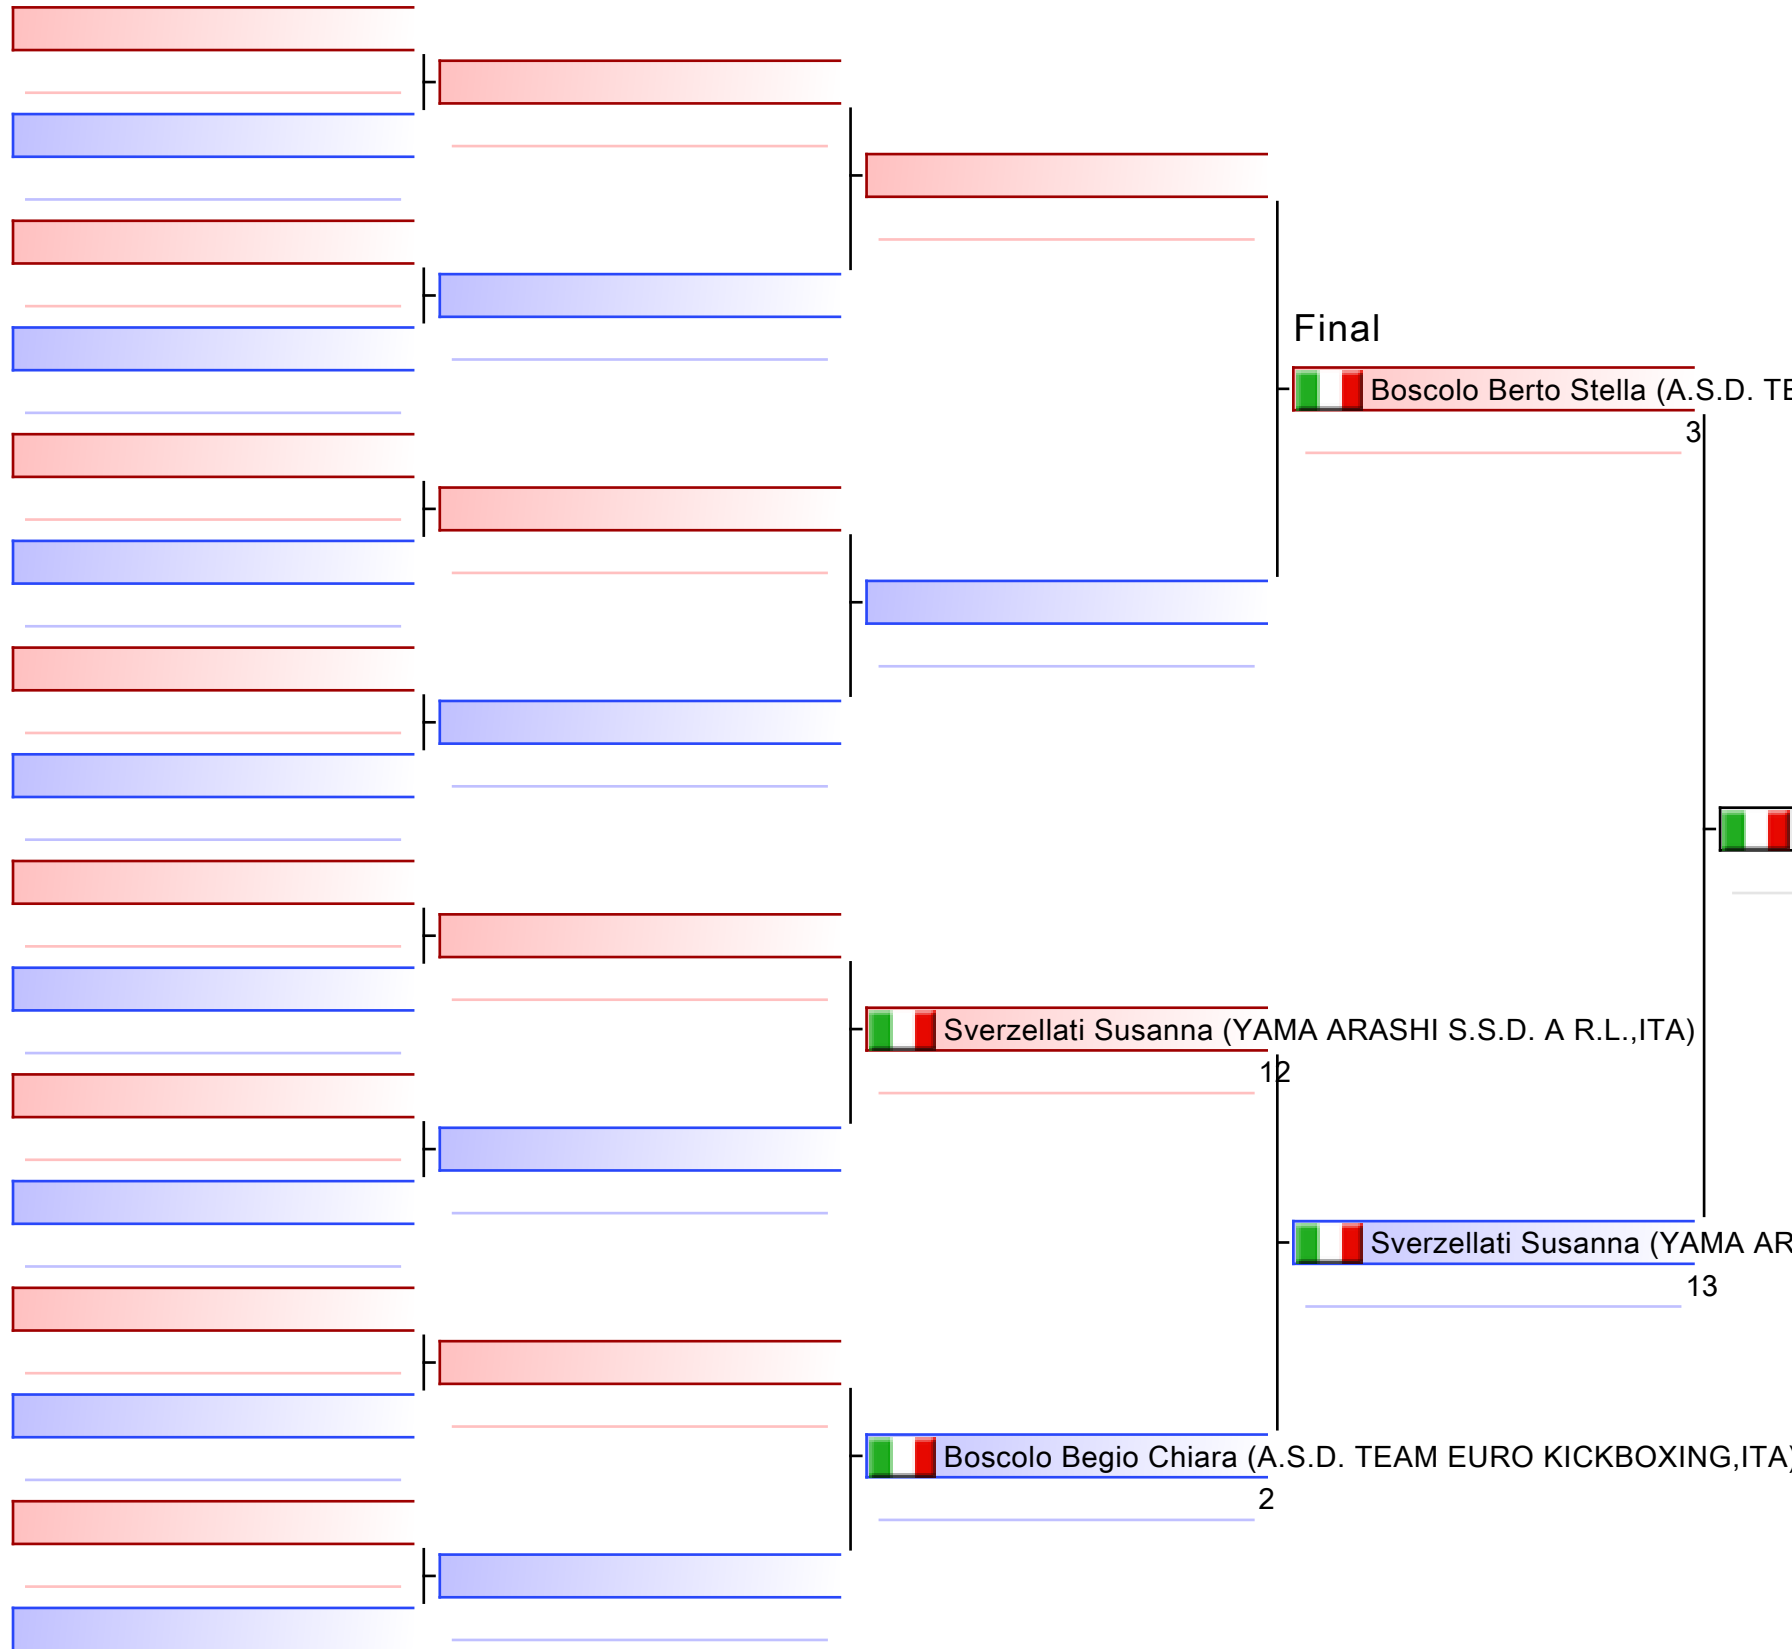 Final
Boscolo Berto Stella (A.S.D. TE
3
Sverzellati Susanna (YAMA ARASHI S.S.D. A R.L.,ITA)
12
Sverzellati Susanna (YAMA AR
13
Boscolo Begio Chiara (A.S.D. TEAM EURO KICKBOXING,ITA)
2